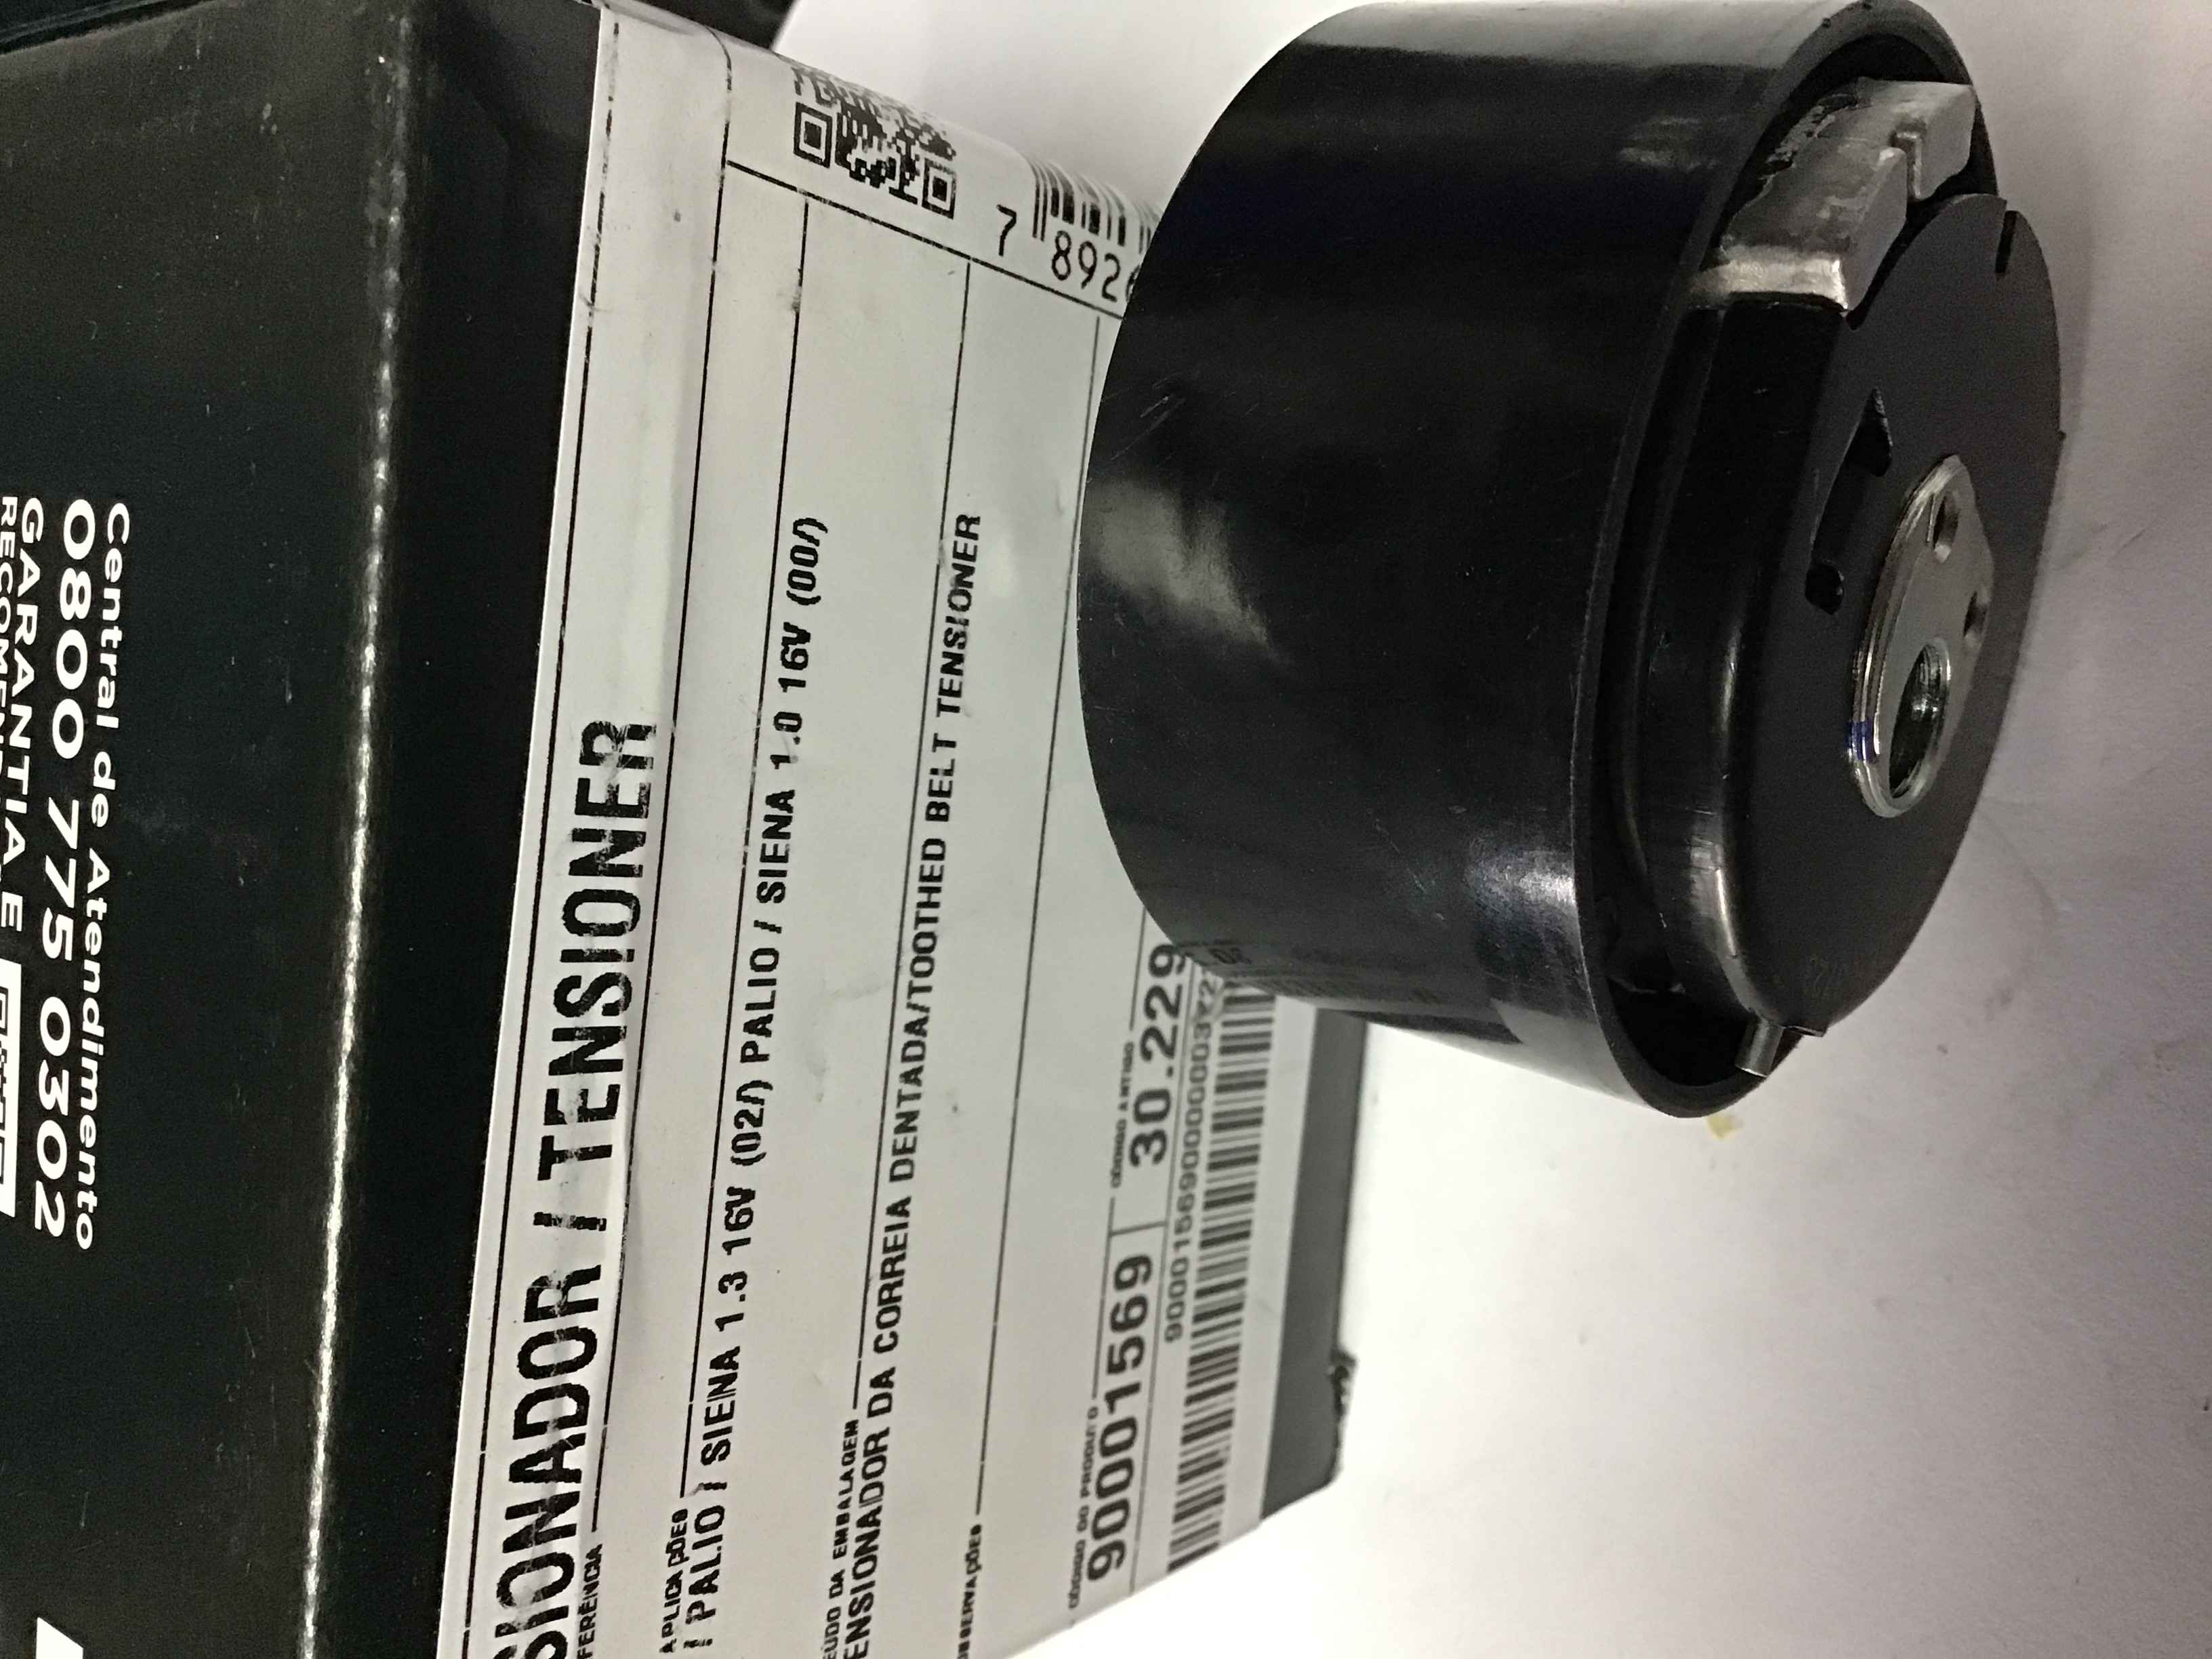 Central de Atendimento
0800 775 0302
GARANTIA E
SIONADOR / TENSIONER
FERÊNCIA
APLICAÇÕES
/ PALIO / SIENA 1.3 16V (02/) PALIO / SIENA 1.0 16V (00/)
EÚDO DA EMBALAGEM
ENSIONADOR DA CORREIA DENTADA/TOOTHED BELT TENSIONER
OBSERVAÇÕES
CÓDIGO DO PRODUTO
90001569
CÓDIGO ANTIGO
30.229
7 8926